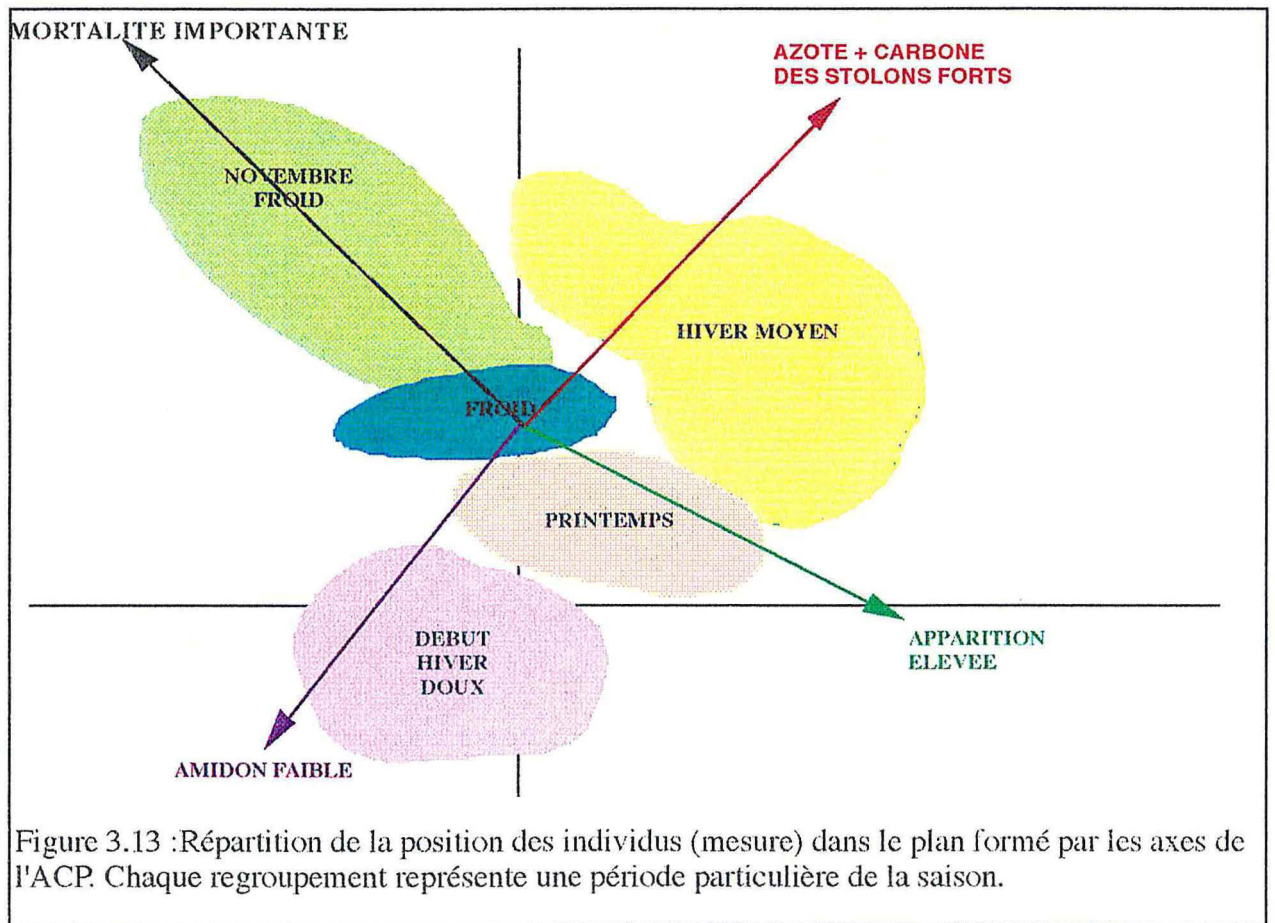 MORTALITE IMPORTANTE
AZOTE + CARBONE
DES STOLONS FORTS
NOVEMBRE
FROID
HIVER MOYEN
FROID
PRINTEMPS
DEBUT
HIVER
DOUX
APPARITION
ELEVEE
AMIDON FAIBLE
Figure 3.13 :Répartition de la position des individus (mesure) dans le plan formé par les axes de
l'ACP. Chaque regroupement représente une période particulière de la saison.